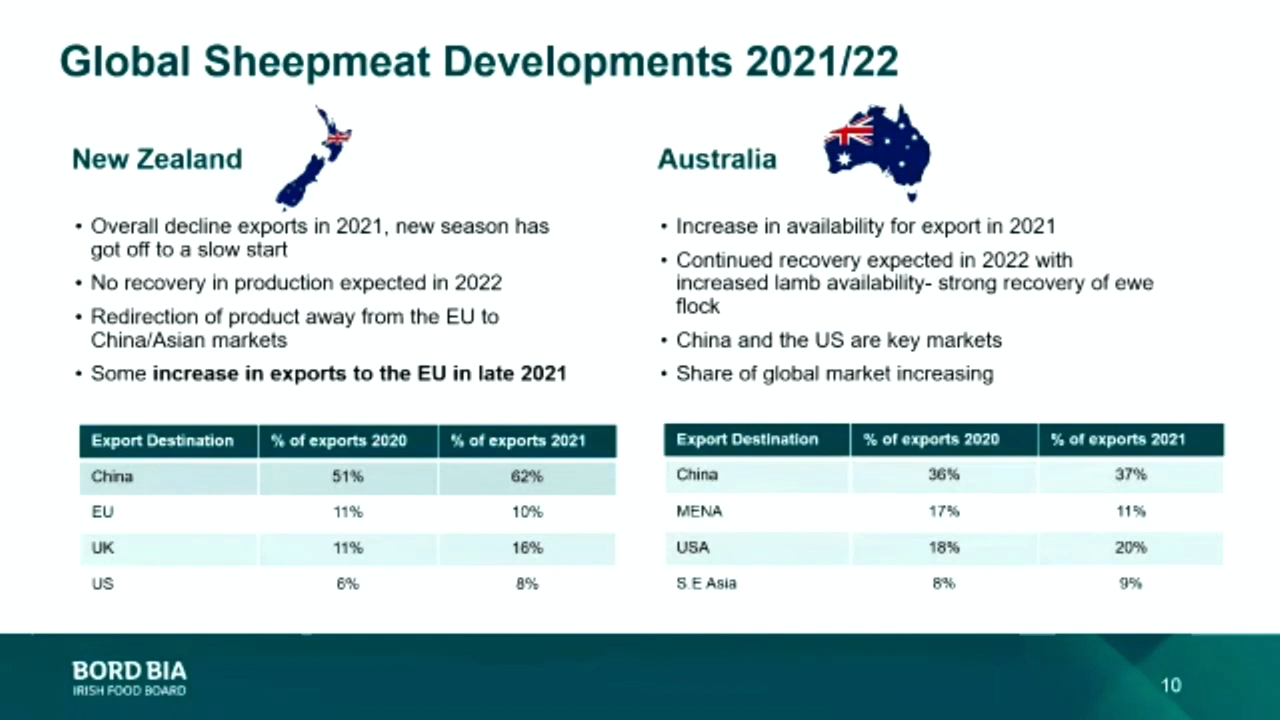 Global Sheepmeat Developments 2021/22
New Zealand
• Overall decline exports in 2021, new season has
got off to a slow start
• No recovery in production expected in 2022
• Redirection of product away from the EU to
China/Asian markets
• Some increase in exports to the EU in late 2021
Export Destination % of exports 2020 % of exports 2021
China 51% 62%
EU 11% 10%
UK 11% 16%
US 6% 8%
Australia
• Increase in availability for export in 2021
• Continued recovery expected in 2022 with
increased lamb availability- strong recovery of ewe
flock
• China and the US are key markets
• Share of global market increasing
Export Destination % of exports 2020 % of exports 2021
China 36% 37%
MENA 17% 11%
USA 18% 20%
S.E Asia 8% 9%
BORD BIA
IRISH FOOD BOARD
10